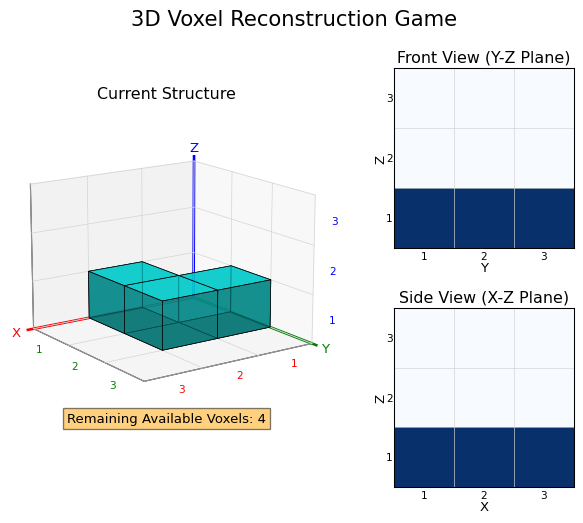 3D Voxel Reconstruction Game
Current Structure
Z
3
2
1
X
Y
1
2
3
3
2
1
Remaining Available Voxels: 4
Front View (Y-Z Plane)
3
2
1
Z
1 2 3
Y
Side View (X-Z Plane)
3
2
1
Z
1 2 3
X